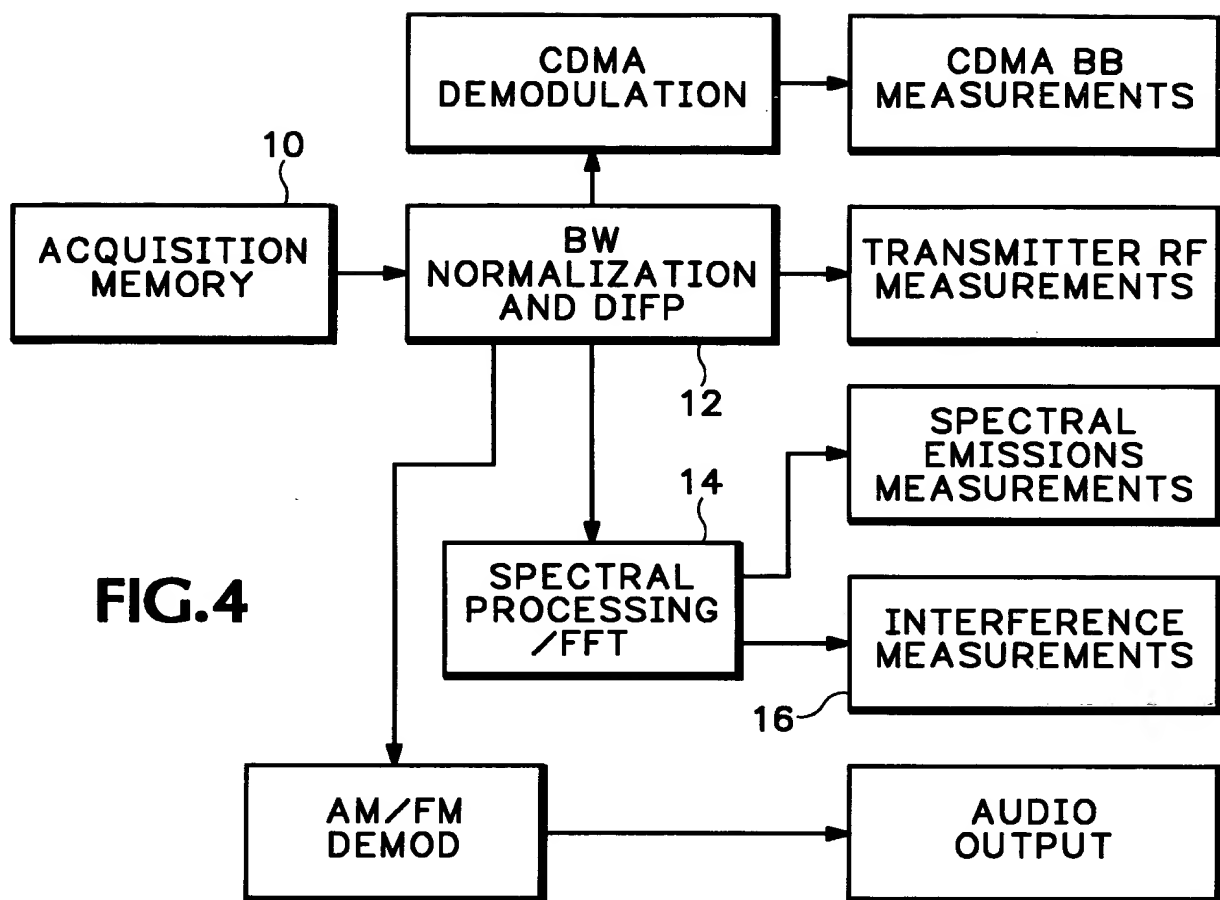 CDMA
DEMODULATION
CDMA BB
MEASUREMENTS
10
ACQUISITION
MEMORY
BW
NORMALIZATION
AND DIFP
TRANSMITTER RF
MEASUREMENTS
12
SPECTRAL
EMISSIONS
MEASUREMENTS
14
FIG.4
SPECTRAL
PROCESSING
/FFT
INTERFERENCE
MEASUREMENTS
16
AM/FM
DEMOD
AUDIO
OUTPUT